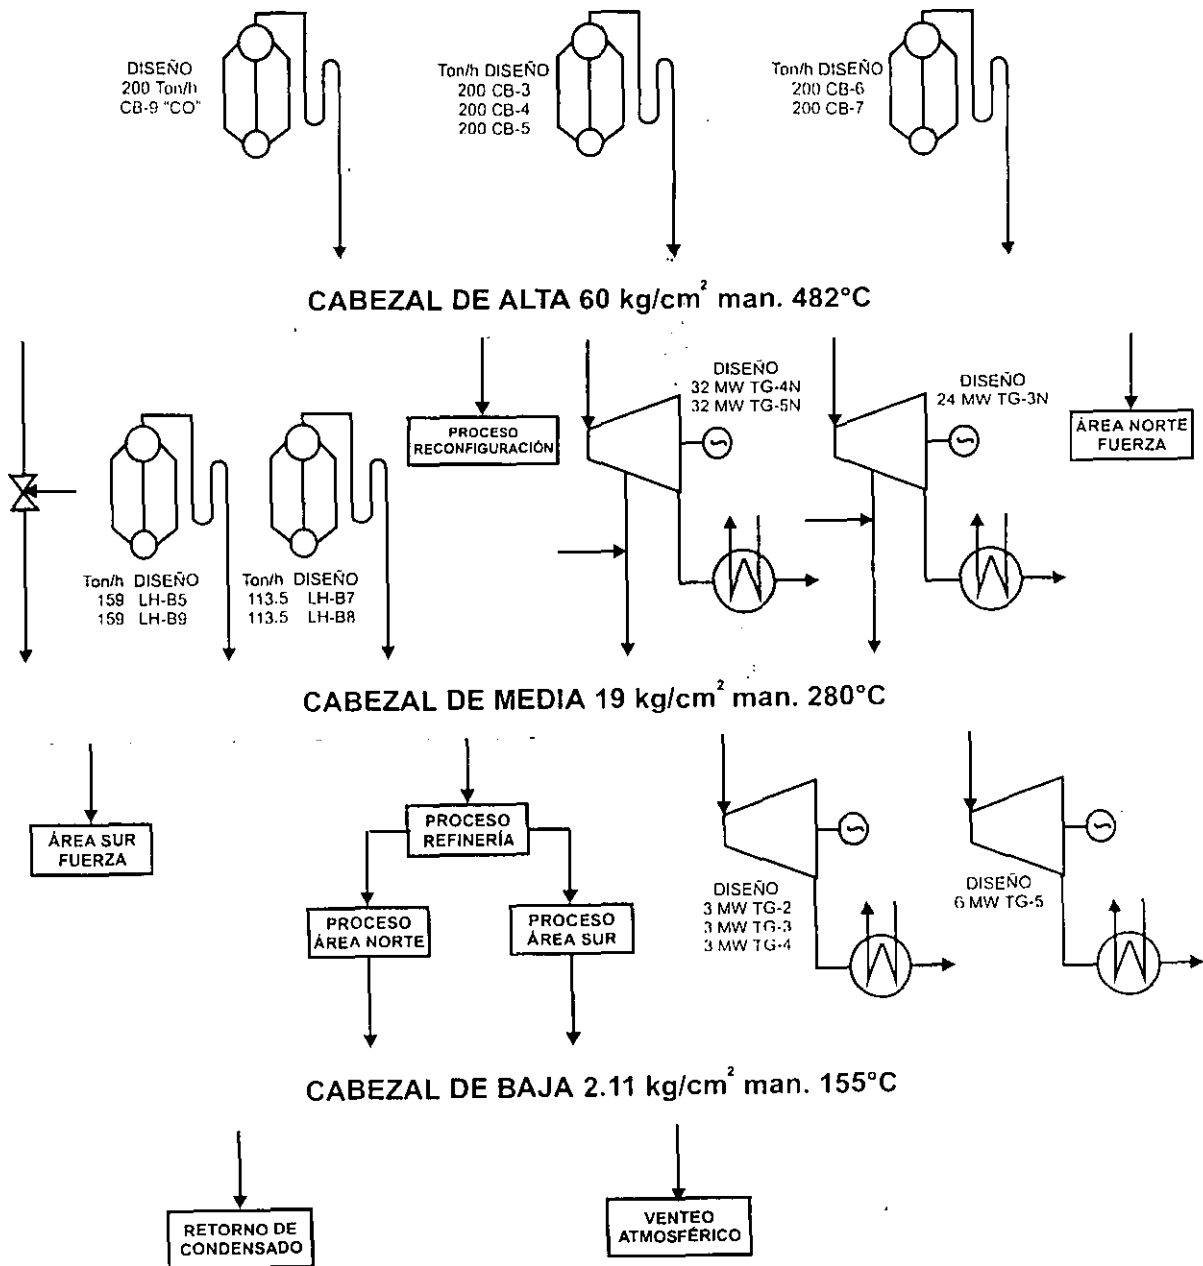 DISEÑO
200 Ton/h
CB-9 "CO"
Ton/h DISEÑO
200 CB-3
200 CB-4
200 CB-5
Ton/h DISEÑO
200 CB-6
200 CB-7
CABEZAL DE ALTA 60 kg/cm² man. 482°C
PROCESO
RECONFIGURACIÓN
DISEÑO
32 MW TG-4N
32 MW TG-5N
DISEÑO
24 MW TG-3N
ÁREA NORTE
FUERZA
Ton/h DISEÑO
159 LH-B5
159 LH-B9
Ton/h DISEÑO
113.5 LH-B7
113.5 LH-B8
CABEZAL DE MEDIA 19 kg/cm² man. 280°C
ÁREA SUR
FUERZA
PROCESO
REFINERÍA
PROCESO
ÁREA NORTE
PROCESO
ÁREA SUR
DISEÑO
3 MW TG-2
3 MW TG-3
3 MW TG-4
DISEÑO
6 MW TG-5
CABEZAL DE BAJA 2.11 kg/cm² man. 155°C
RETORNO DE
CONDENSADO
VENTEO
ATMOSFÉRICO